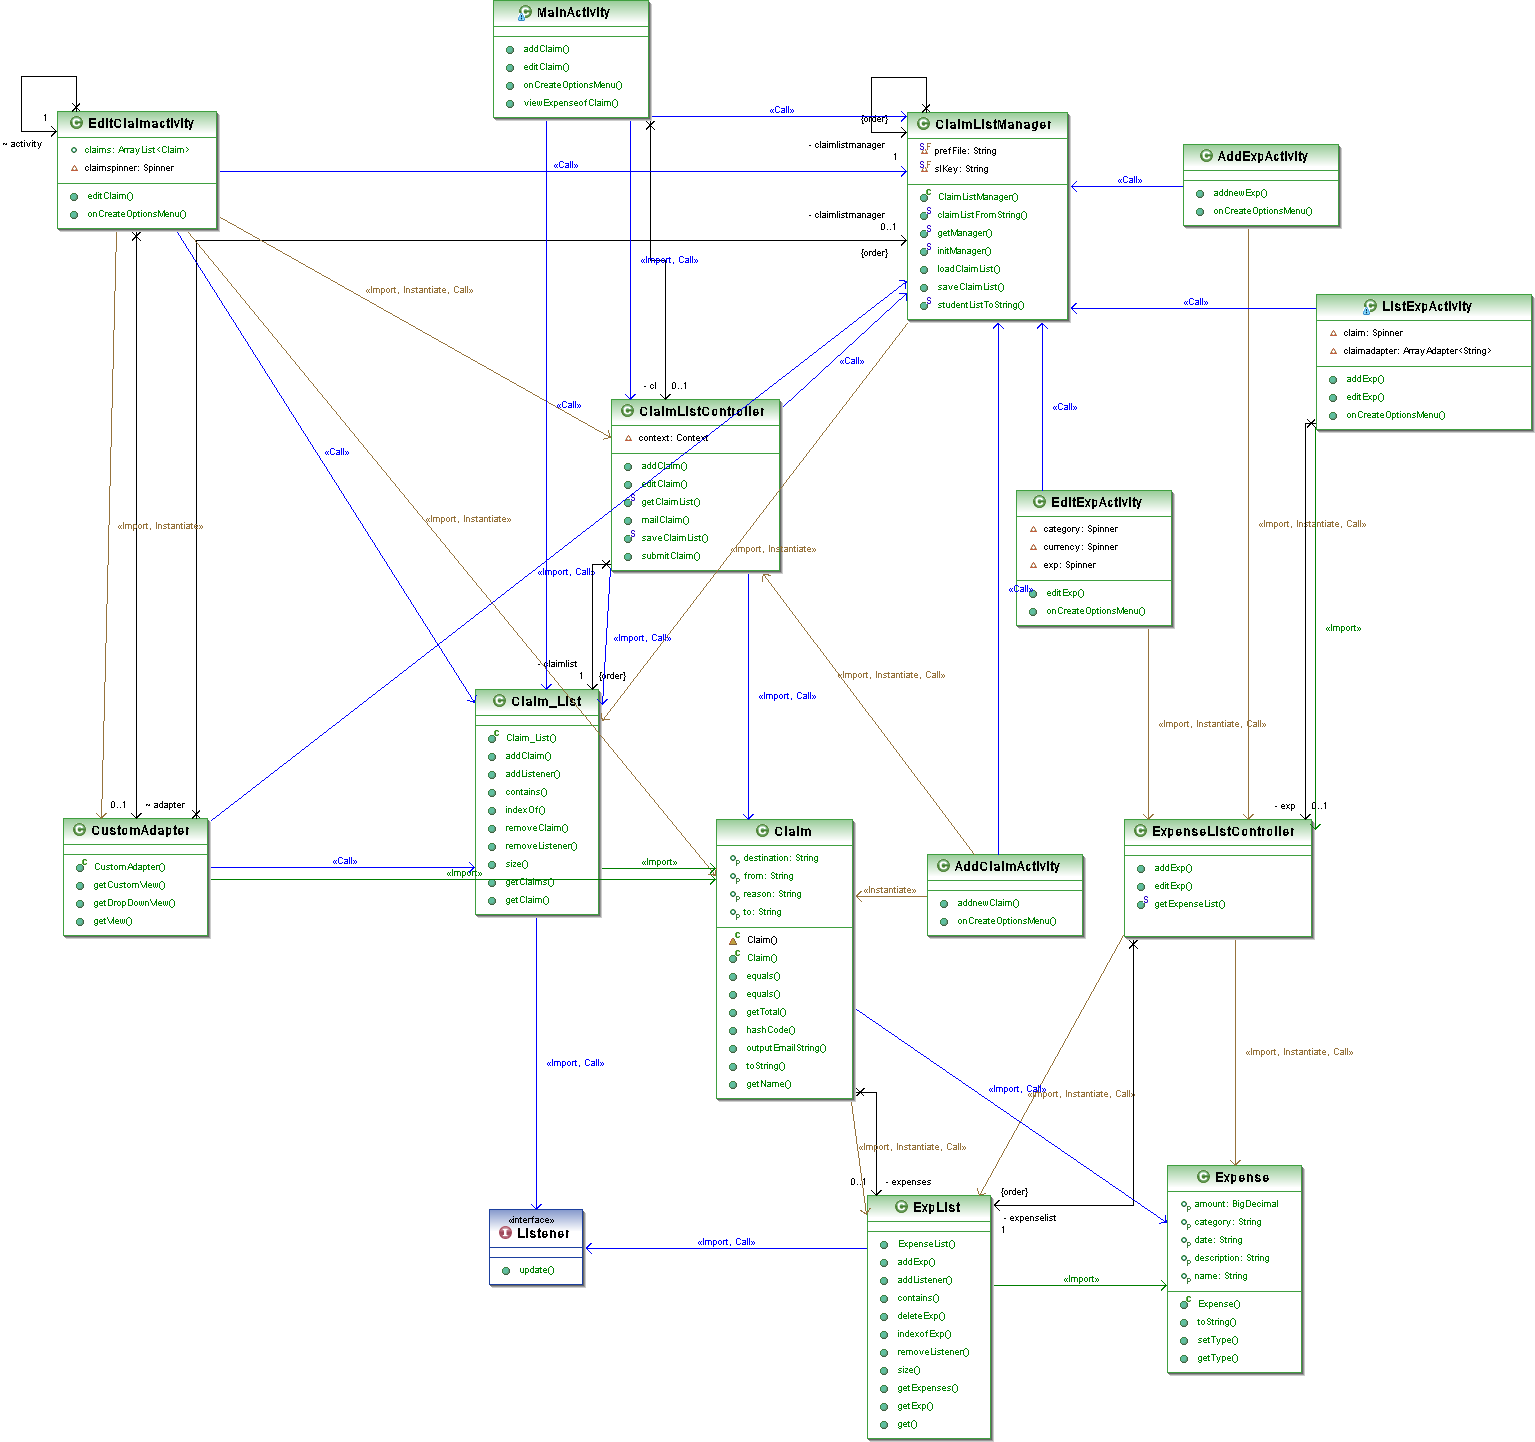 MainActivity
addClaim()
editClaim()
onCreateOptionsMenu()
viewExpenseofClaim()
1
~ activity
EditClaimactivity
claims: ArrayList<Claim>
claimspinner: Spinner
editClaim()
onCreateOptionsMenu()
«Call»
{order}
- claimlistmanager
1
«Call»
- claimlistmanager
0..1
{order}
ClaimListManager
prefFile: String
slKey: String
ClaimListManager()
claimListFromString()
getManager()
initManager()
loadClaimList()
saveClaimList()
studentListToString()
AddExpActivity
addnewExp()
onCreateOptionsMenu()
«Call»
«Import, Call»
«Import, Instantiate, Call»
«Call»
ListExpActivity
claim: Spinner
claimadapter: ArrayAdapter<String>
addExp()
editExp()
onCreateOptionsMenu()
«Call»
- cl
0..1
«Call»
«Call»
ClaimListController
context: Context
addClaim()
editClaim()
getClaimList()
mailClaim()
saveClaimList()
submitClaim()
«Call»
EditExpActivity
category: Spinner
currency: Spinner
exp: Spinner
editExp()
onCreateOptionsMenu()
«Import, Instantiate»
«Import, Instantiate»
«Import, Instantiate, Call»
«Import, Instantiate»
«Import, Call»
«Call»
«Import»
«Import, Call»
- claimlist
1
{order}
«Import, Instantiate, Call»
«Import, Call»
«Import, Instantiate, Call»
Claim_List
Claim_List()
addClaim()
addListener()
contains()
indexOf()
removeClaim()
removeListener()
size()
getClaims()
getClaim()
0..1
~ adapter
- exp
0..1
CustomAdapter
CustomAdapter()
getCustomView()
getDropDownView()
getView()
«Call»
«Import»
«Import»
Claim
destination: String
from: String
reason: String
to: String
Claim()
Claim()
equals()
equals()
getTotal()
hashCode()
outputEmailString()
toString()
getName()
AddClaimActivity
addnewClaim()
onCreateOptionsMenu()
«Instantiate»
ExpenseListController
addExp()
editExp()
getExpenseList()
«Import, Call»
«Import, Instantiate, Call»
«Import, Call»
«Import, Instantiate, Call»
«Import, Instantiate, Call»
0..1
- expenses
{order}
- expenselist
1
«interface»
Listener
update()
«Import, Call»
ExpList
ExpenseList()
addExp()
addListener()
contains()
deleteExp()
indexofExp()
removeListener()
size()
getExpenses()
getExp()
get()
«Import»
Expense
amount: BigDecimal
category: String
date: String
description: String
name: String
Expense()
toString()
setType()
getType()